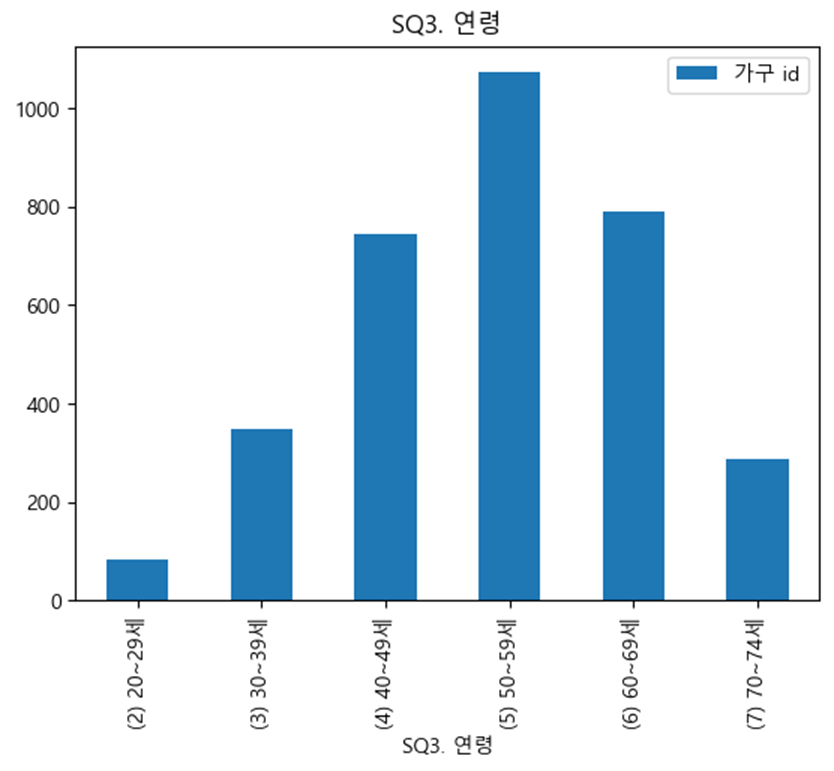 SQ3. 연령
가구 id
1000
800
600
400
200
0
(2) 20~29세
(3) 30~39세
(4) 40~49세
(5) 50~59세
(6) 60~69세
(7) 70~74세
SQ3. 연령